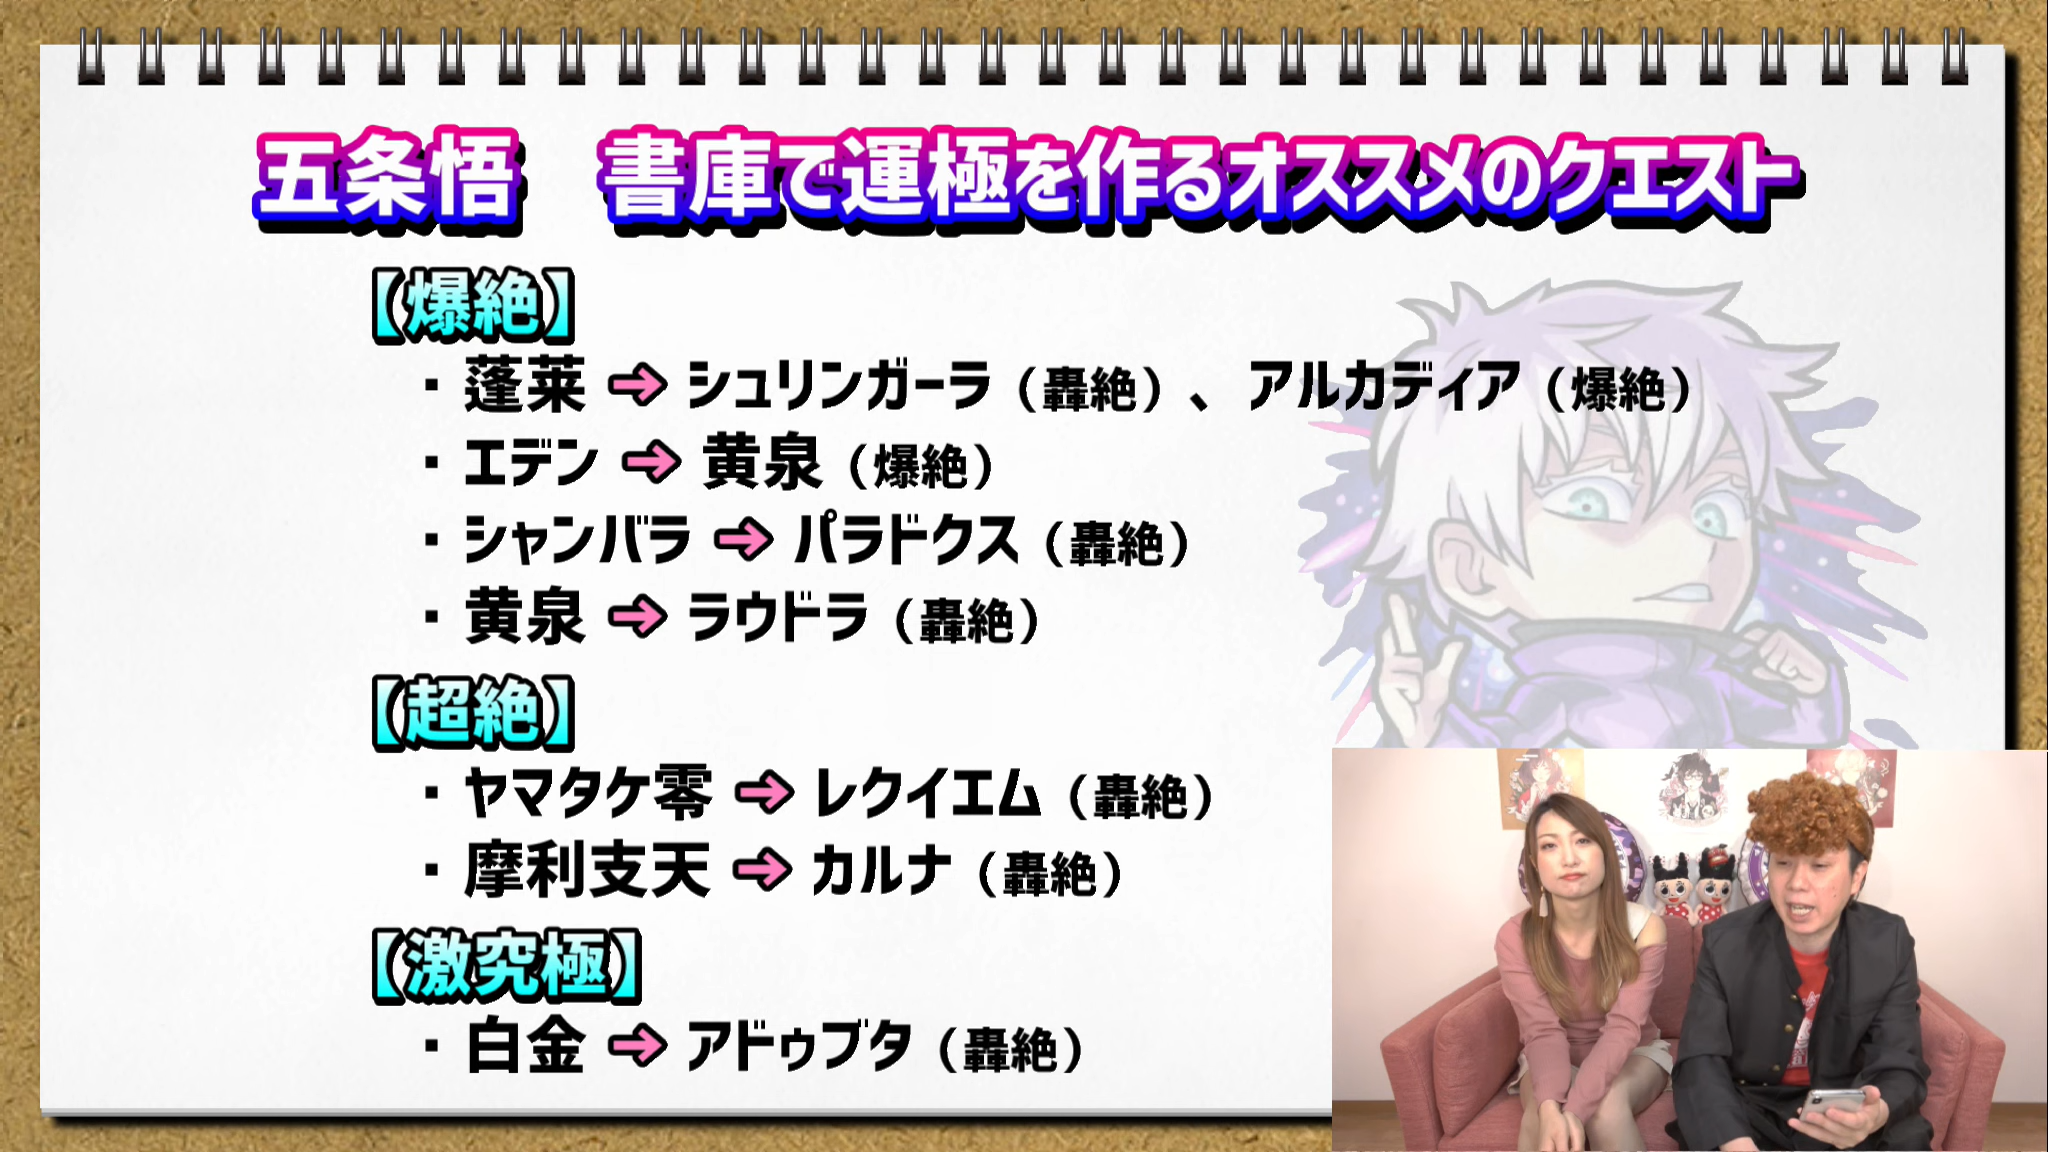 五条悟　書庫で運極を作るオススメのクエスト
【爆絶】
・蓬莱➡シュリンガーラ（轟絶）、アルカディア（爆絶）
・エデン➡黄泉（爆絶）
・シャンバラ➡パラドクス（轟絶）
・黄泉➡ラウドラ（轟絶）
【超絶】
・ヤマタケ零➡レクイエム（轟絶）
・摩利支天➡カルナ（轟絶）
【激究極】
・白金➡アドゥブタ（轟絶）